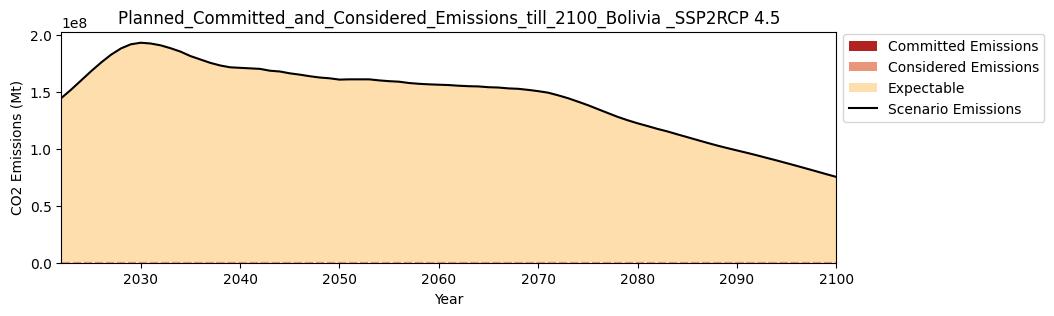 Planned_Committed_and_Considered_Emissions_till_2100_Bolivia _SSP2RCP 4.5
1e8
2.0
1.5
1.0
0.5
0.0
CO2 Emissions (Mt)
2030 2040 2050 2060 2070 2080 2090 2100
Year
Committed Emissions
Considered Emissions
Expectable
Scenario Emissions